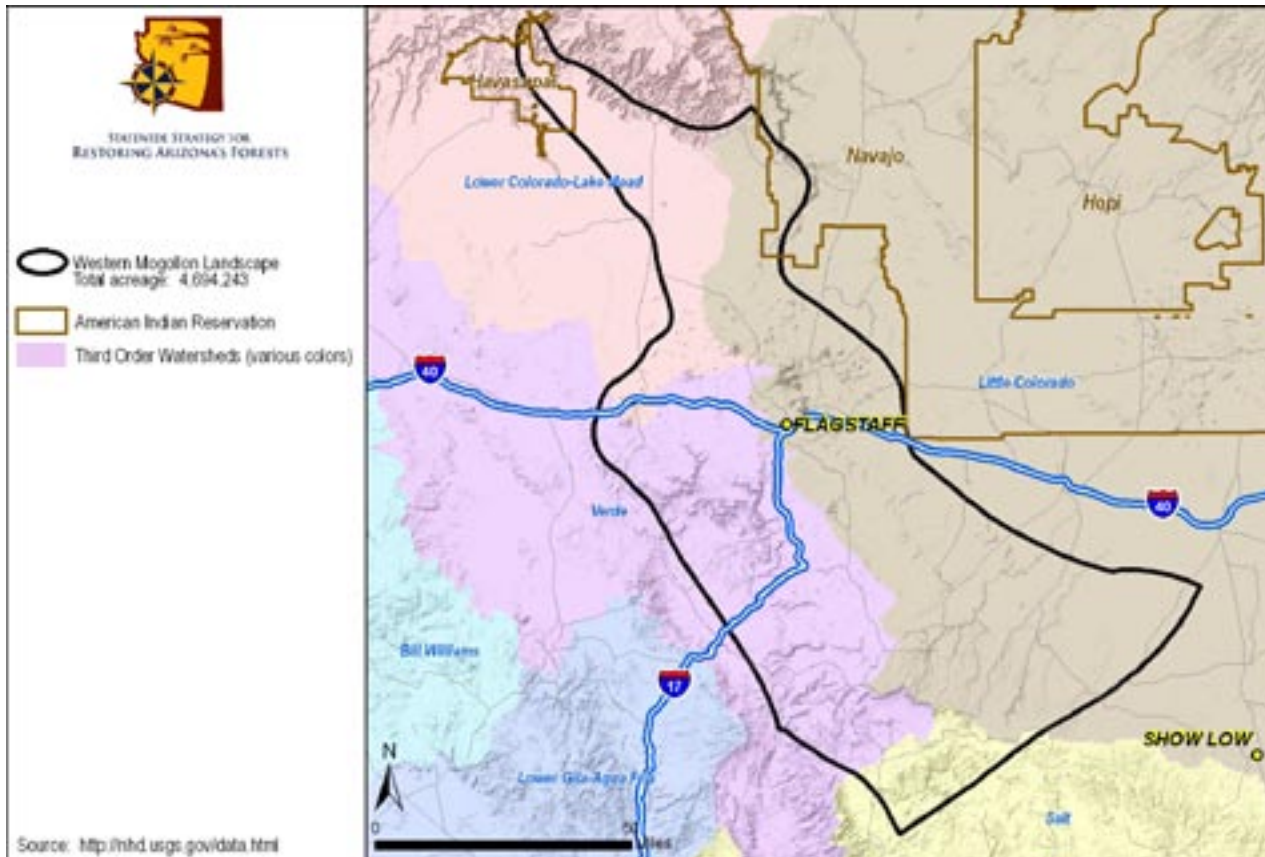 STATEWIDE STRATEGY FOR
RESTORING ARIZONA'S FORESTS
Western Mogollon Landscape
Total acreage: 4,694,243
American Indian Reservation
Third Order Watersheds (various colors)
Source: http://nhd.usgs.gov/data.html
Havasupai
Navajo
Hopi
Lower Colorado-Lake Mead
Little Colorado
40
FLAGSTAFF
40
Verde
Bill Williams
17
SHOW LOW
N
Lower Gila-Agua Fria
Salt
0
50
Miles